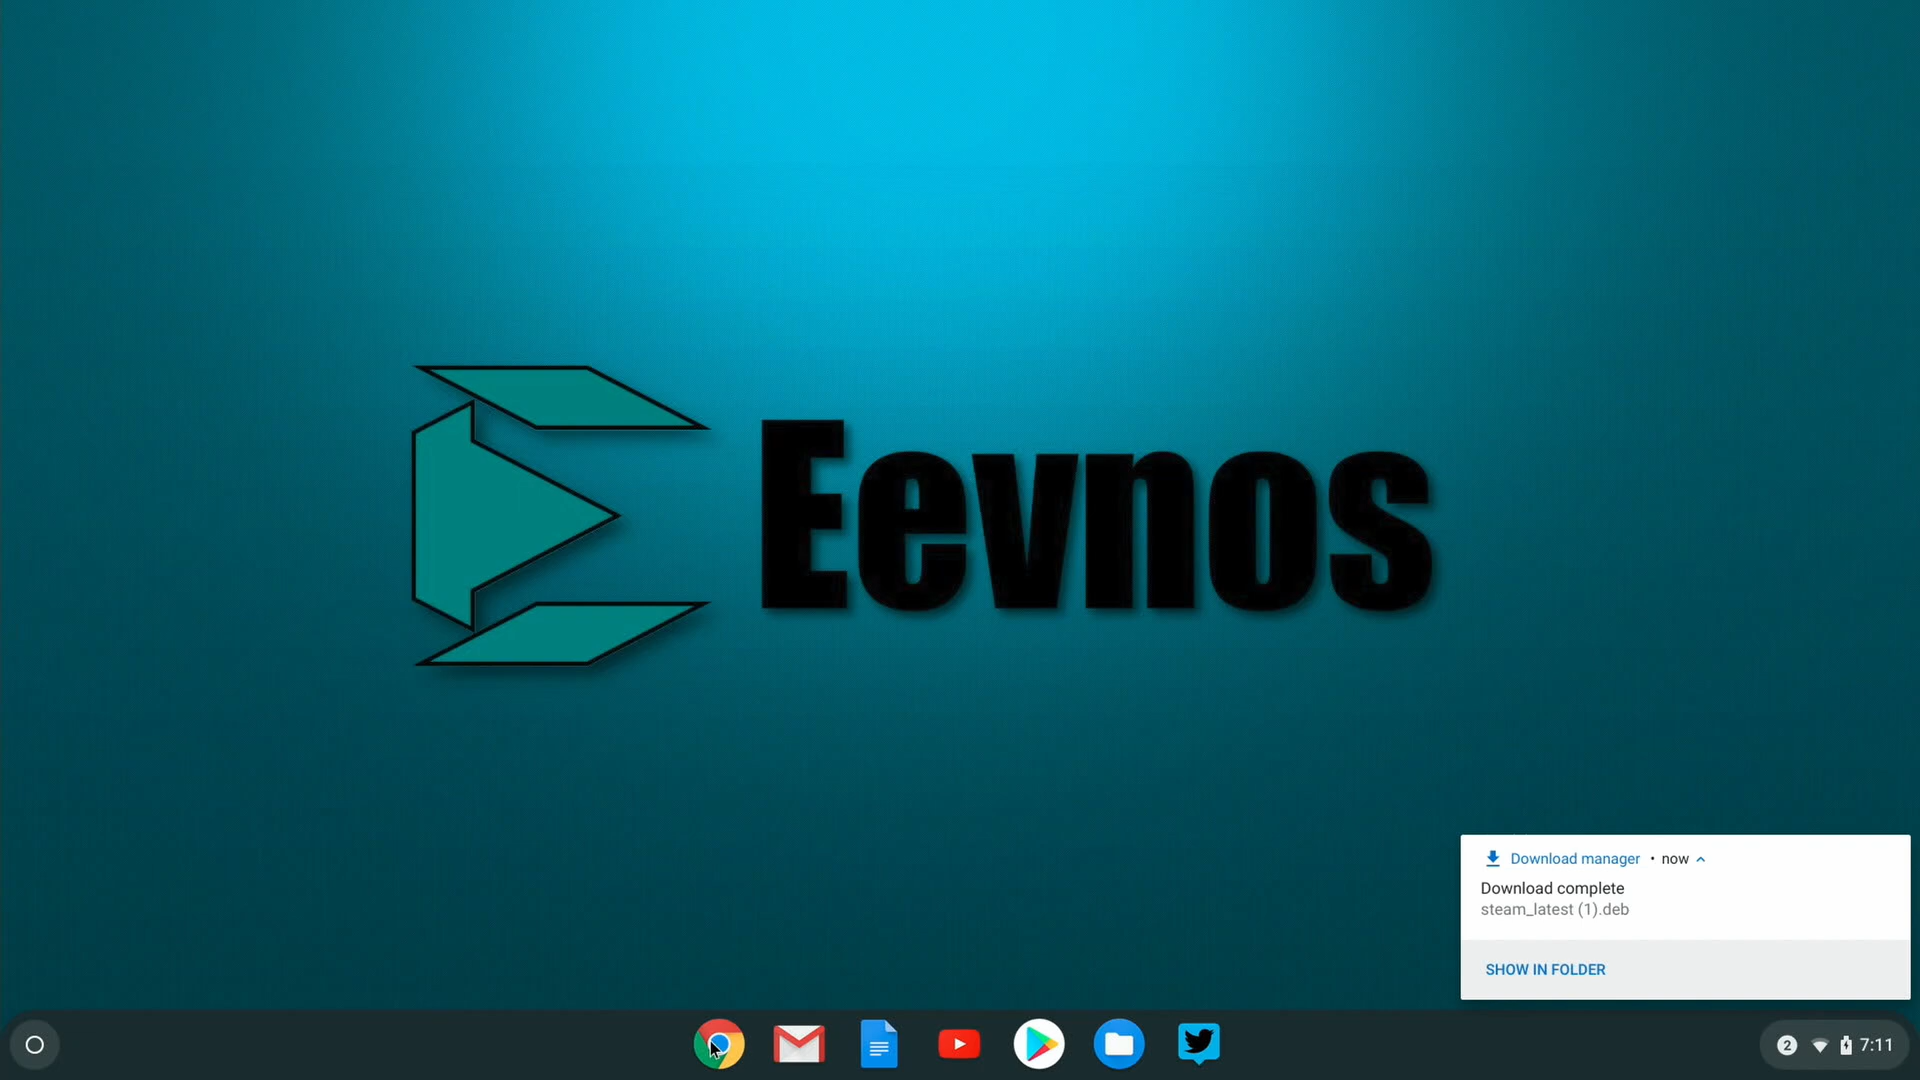 Eevnos
Download manager • now
Download complete
steam_latest (1).deb
SHOW IN FOLDER
2 7:11